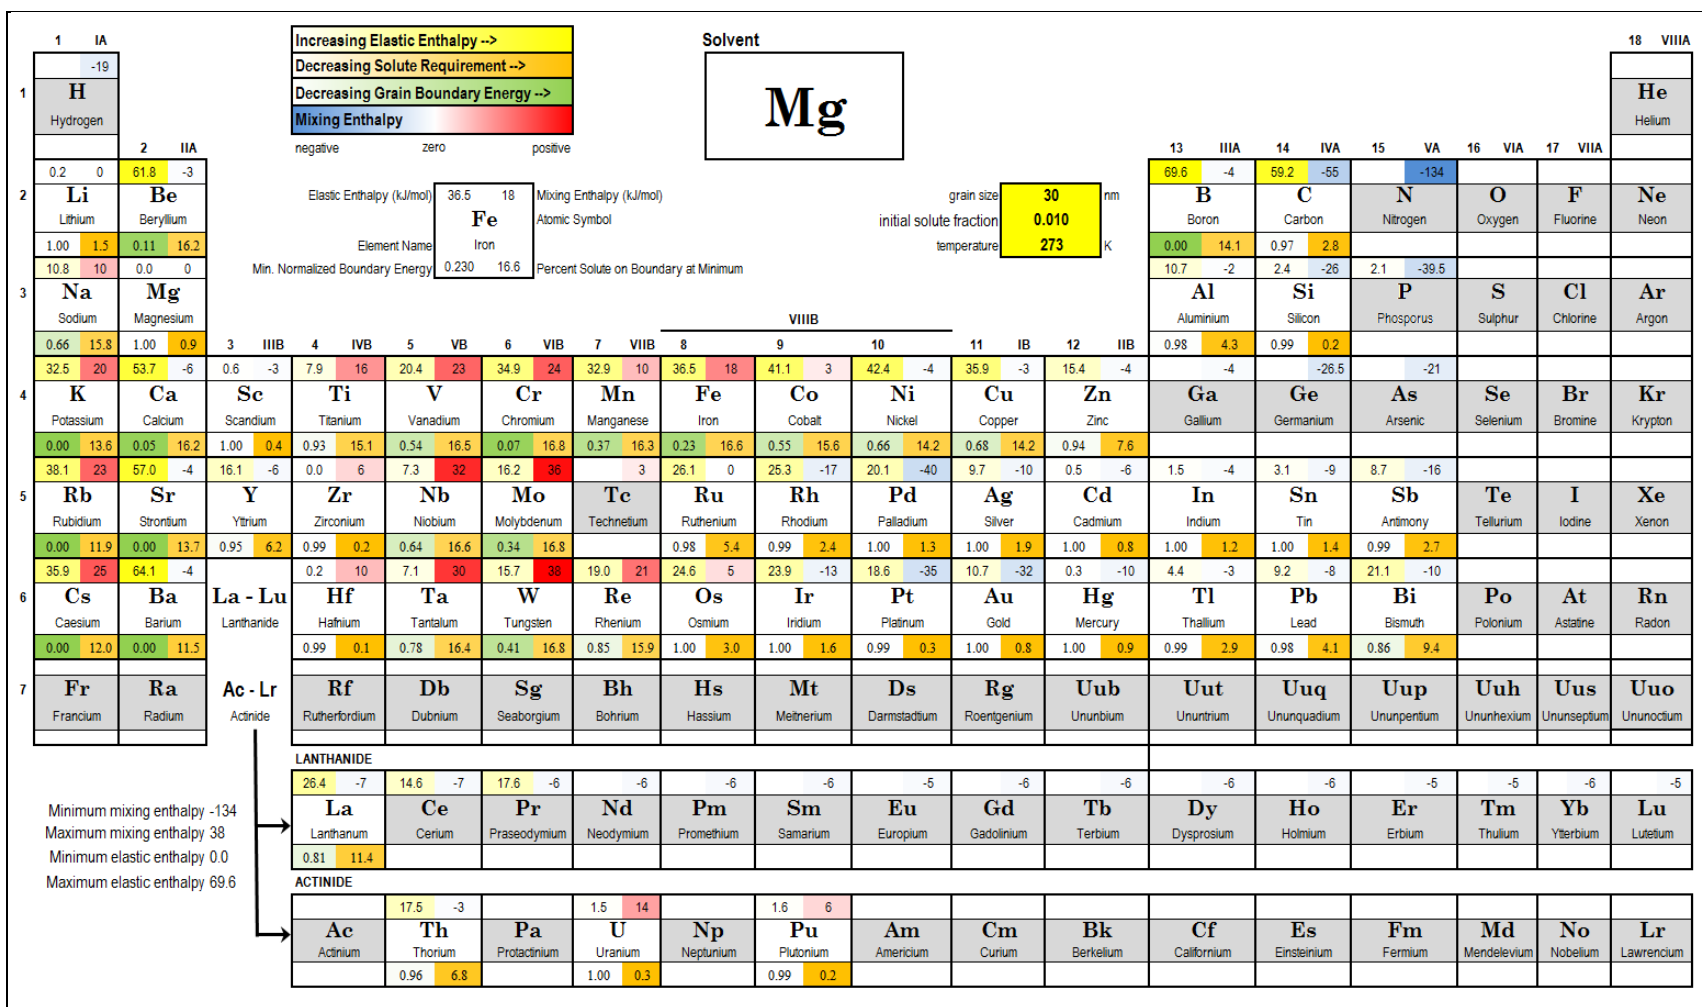 1 IA Increasing Elastic Enthalpy --> Solvent 18 VIIIA
-19 Decreasing Solute Requirement -->
1 H Decreasing Grain Boundary Energy --> Mg He
Hydrogen Mixing Enthalpy Helium
2 IIA negative zero positive 13 IIIA 14 IVA 15 VA 16 VIA 17 VIIA
0.2 0 61.8 -3 69.6 -4 59.2 -55 -134
2 Li Be Elastic Enthalpy (kJ/mol) 36.5 18 Mixing Enthalpy (kJ/mol) grain size 30 nm B C N O F Ne
Lithium Beryllium Fe Atomic Symbol initial solute fraction 0.010 Boron Carbon Nitrogen Oxygen Fluorine Neon
1.00 1.5 0.11 16.2 Element Name Iron temperature 273 K 0.00 14.1 0.97 2.8
10.8 10 0.0 0 Min. Normalized Boundary Energy 0.230 16.6 Percent Solute on Boundary at Minimum 10.7 -2 2.4 -26 2.1 -39.5
3 Na Mg Al Si P S Cl Ar
Sodium Magnesium VIIIB Aluminium Silicon Phosporus Sulphur Chlorine Argon
0.66 15.8 1.00 0.9 3 IIIB 4 IVB 5 VB 6 VIB 7 VIIB 8 9 10 11 IB 12 IIB 0.98 4.3 0.99 0.2
32.5 20 53.7 -6 0.6 -3 7.9 16 20.4 23 34.9 24 32.9 10 36.5 18 41.1 3 42.4 -4 35.9 -3 15.4 -4 -4 -26.5 -21
4 K Ca Sc Ti V Cr Mn Fe Co Ni Cu Zn Ga Ge As Se Br Kr
Potassium Calcium Scandium Titanium Vanadium Chromium Manganese Iron Cobalt Nickel Copper Zinc Gallium Germanium Arsenic Selenium Bromine Krypton
0.00 13.6 0.05 16.2 1.00 0.4 0.93 15.1 0.54 16.5 0.07 16.8 0.37 16.3 0.23 16.6 0.55 15.6 0.66 14.2 0.68 14.2 0.94 7.6
38.1 23 57.0 -4 16.1 -6 0.0 6 7.3 32 16.2 36 3 26.1 0 25.3 -17 20.1 -40 9.7 -10 0.5 -6 1.5 -4 3.1 -9 8.7 -16
5 Rb Sr Y Zr Nb Mo Tc Ru Rh Pd Ag Cd In Sn Sb Te I Xe
Rubidium Strontium Yttrium Zirconium Niobium Molybdenum Technetium Ruthenium Rhodium Palladium Silver Cadmium Indium Tin Antimony Tellurium Iodine Xenon
0.00 11.9 0.00 13.7 0.95 6.2 0.99 0.2 0.64 16.6 0.34 16.8 0.98 5.4 0.99 2.4 1.00 1.3 1.00 1.9 1.00 0.8 1.00 1.2 1.00 1.4 0.99 2.7
35.9 25 64.1 -4 0.2 10 7.1 30 15.7 38 19.0 21 24.6 5 23.9 -13 18.6 -35 10.7 -32 0.3 -10 4.4 -3 9.2 -8 21.1 -10
6 Cs Ba La - Lu Hf Ta W Re Os Ir Pt Au Hg Tl Pb Bi Po At Rn
Caesium Barium Lanthanide Hafnium Tantalum Tungsten Rhenium Osmium Iridium Platinum Gold Mercury Thallium Lead Bismuth Polonium Astatine Radon
0.00 12.0 0.00 11.5 0.99 0.1 0.78 16.4 0.41 16.8 0.85 15.9 1.00 3.0 1.00 1.6 0.99 0.3 1.00 0.8 1.00 0.9 0.99 2.9 0.98 4.1 0.86 9.4
7 Fr Ra Ac - Lr Rf Db Sg Bh Hs Mt Ds Rg Uub Uut Uuq Uup Uuh Uus Uuo
Francium Radium Actinide Rutherfordium Dubnium Seaborgium Bohrium Hassium Meitnerium Darmstadtium Roentgenium Ununbium Ununtrium Ununquadium Ununpentium Ununhexium Ununseptium Ununoctium
LANTHANIDE
26.4 -7 14.6 -7 17.6 -6 -6 -6 -6 -5 -6 -6 -6 -6 -5 -5 -6 -5
La Ce Pr Nd Pm Sm Eu Gd Tb Dy Ho Er Tm Yb Lu
Lanthanum Cerium Praseodymium Neodymium Promethium Samarium Europium Gadolinium Terbium Dysprosium Holmium Erbium Thulium Ytterbium Lutetium
0.81 11.4
Minimum mixing enthalpy -134
Maximum mixing enthalpy 38
Minimum elastic enthalpy 0.0
Maximum elastic enthalpy 69.6
ACTINIDE
17.5 -3 1.5 14 1.6 6
Ac Th Pa U Np Pu Am Cm Bk Cf Es Fm Md No Lr
Actinium Thorium Protactinium Uranium Neptunium Plutonium Americium Curium Berkelium Californium Einsteinium Fermium Mendelevium Nobelium Lawrencium
0.96 6.8 1.00 0.3 0.99 0.2